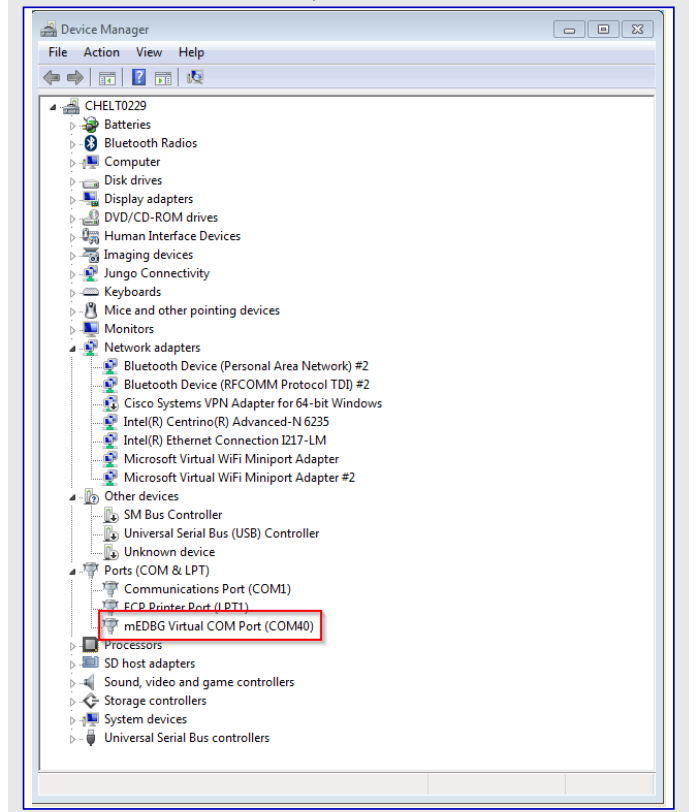 Device Manager
File Action View Help
CHELT0229
Batteries
Bluetooth Radios
Computer
Disk drives
Display adapters
DVD/CD-ROM drives
Human Interface Devices
Imaging devices
Jungo Connectivity
Keyboards
Mice and other pointing devices
Monitors
Network adapters
Bluetooth Device (Personal Area Network) #2
Bluetooth Device (RFCOMM Protocol TDI) #2
Cisco Systems VPN Adapter for 64-bit Windows
Intel(R) Centrino(R) Advanced-N 6235
Intel(R) Ethernet Connection I217-LM
Microsoft Virtual WiFi Miniport Adapter
Microsoft Virtual WiFi Miniport Adapter #2
Other devices
SM Bus Controller
Universal Serial Bus (USB) Controller
Unknown device
Ports (COM & LPT)
Communications Port (COM1)
ECP Printer Port (LPT1)
mEDBG Virtual COM Port (COM40)
Processors
SD host adapters
Sound, video and game controllers
Storage controllers
System devices
Universal Serial Bus controllers